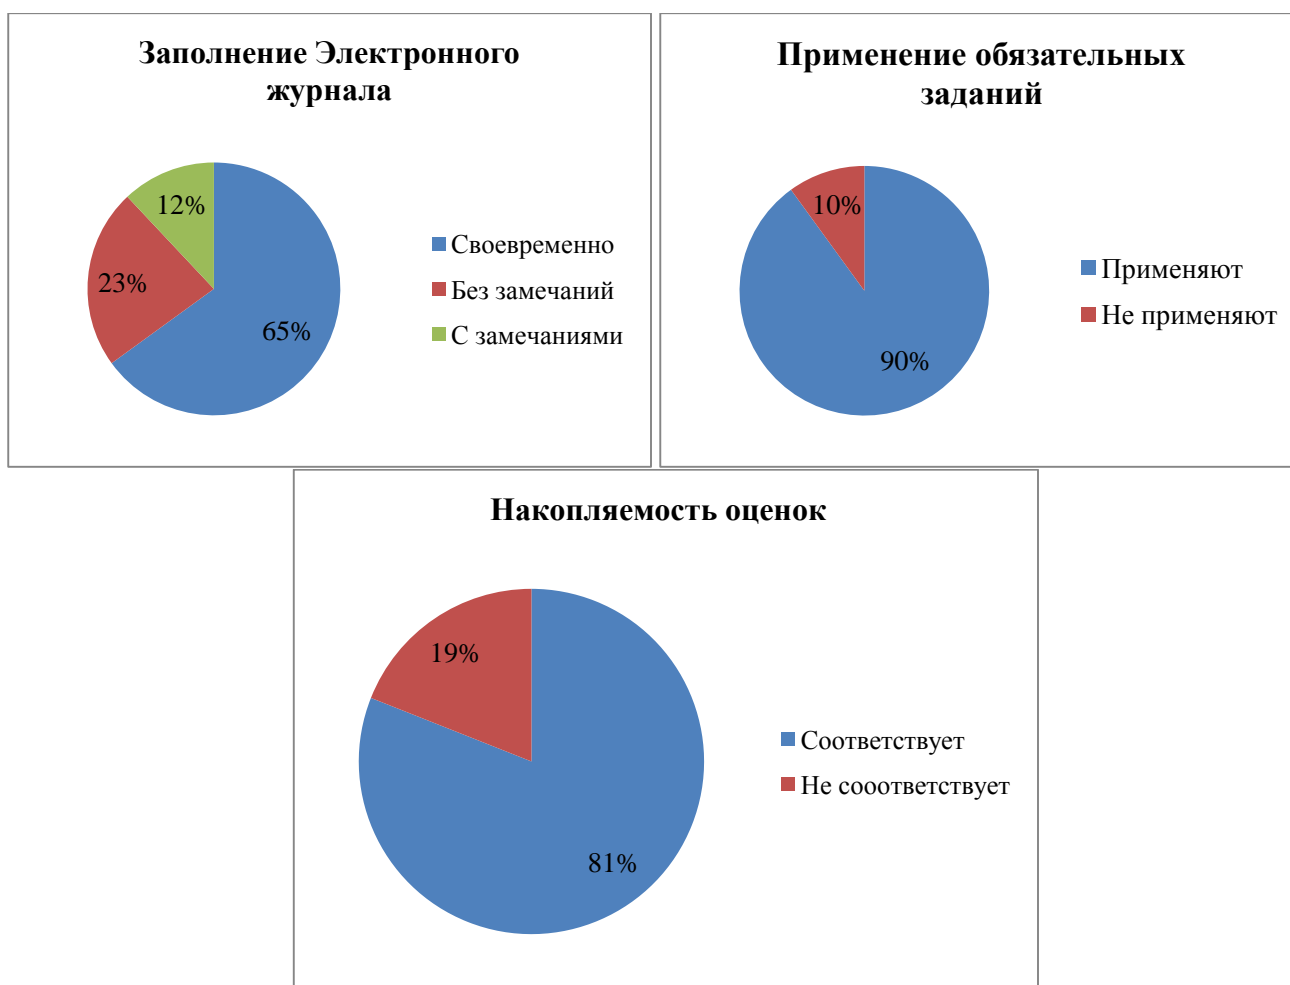 Заполнение Электронного
журнала
12%
23%
65%
Своевременно
Без замечаний
С замечаниями
Применение обязательных
заданий
10%
90%
Применяют
Не применяют
Накопляемость оценок
19%
81%
Соответствует
Не сооответствует